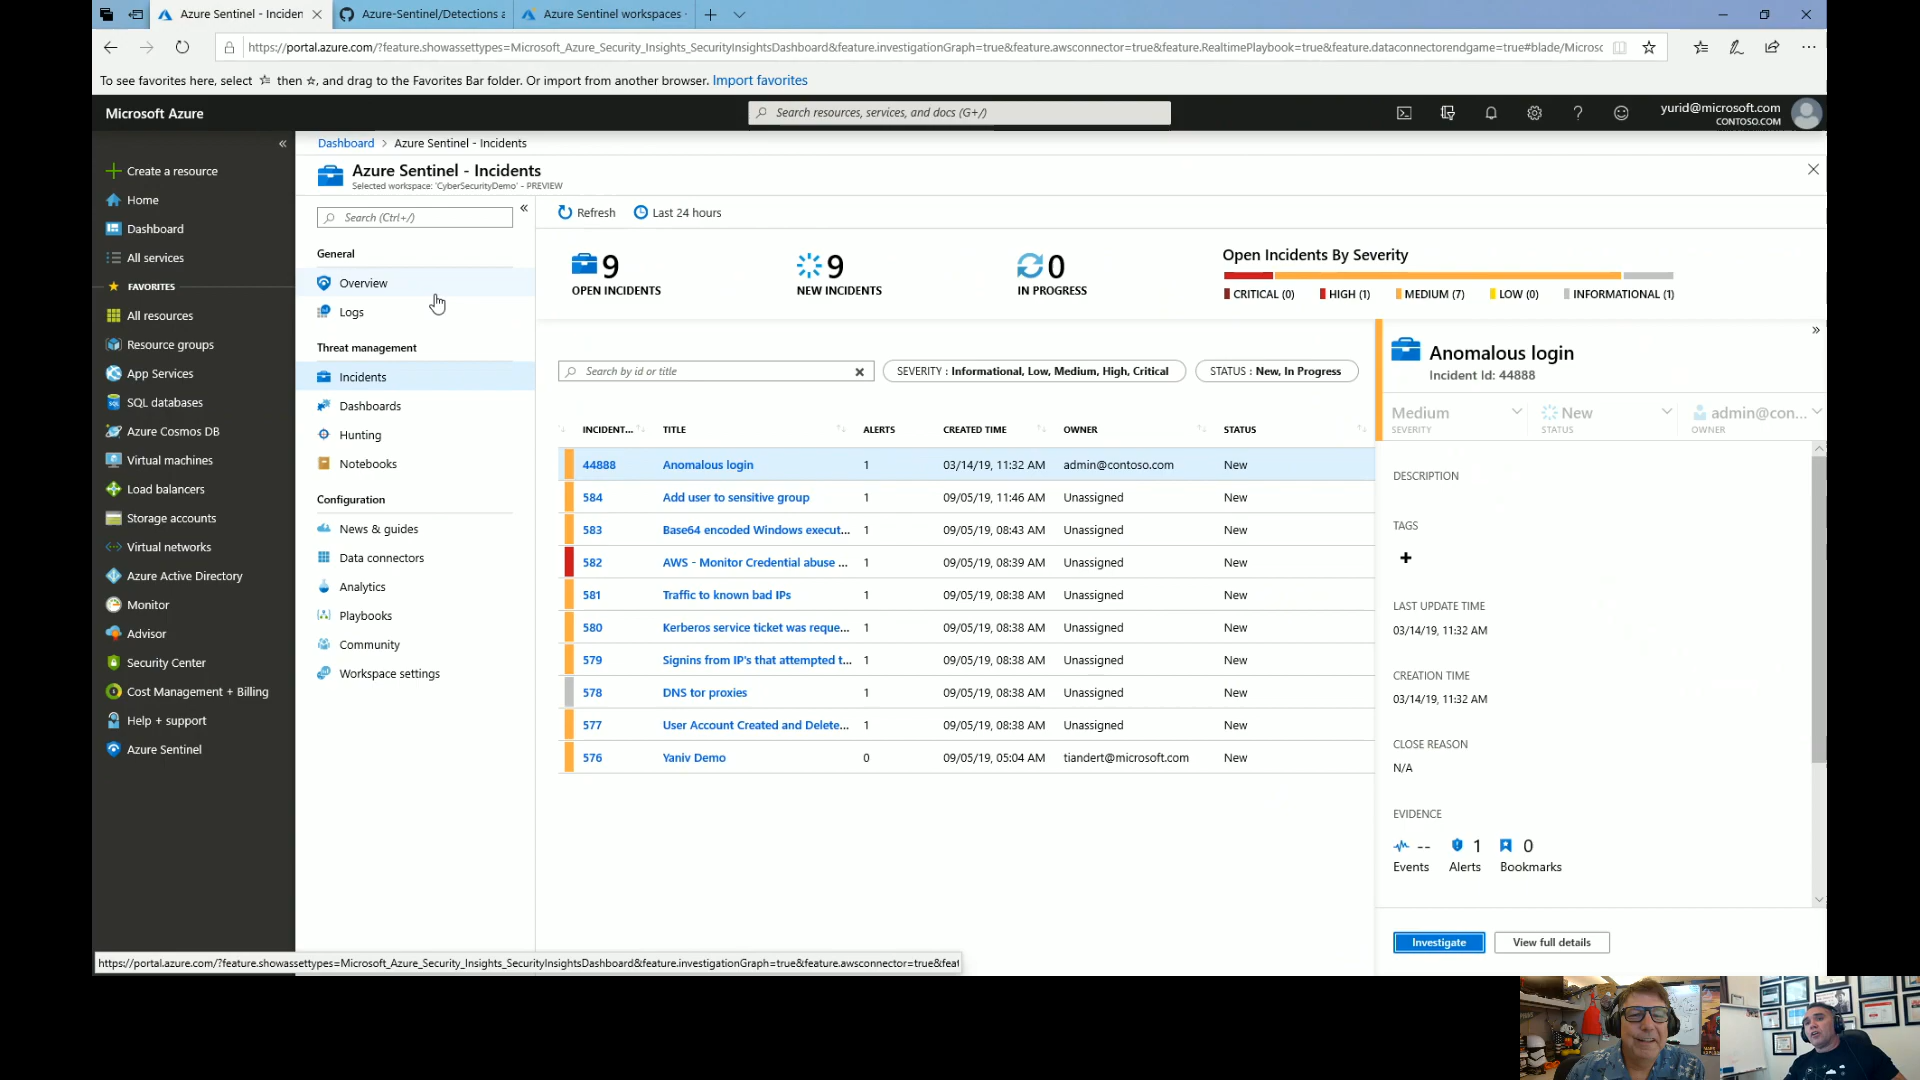 Azure Sentinel - Inciden
Azure-Sentinel/Detections a
Azure Sentinel workspaces
https://portal.azure.com/?feature.showassettypes=Microsoft_Azure_Security_Insights_SecurityInsightsDashboard&feature.investigationGraph=true&feature.awsconnector=true&feature.RealtimePlaybook=true&feature.dataconnectorendgame=true#blade/Microsc
To see favorites here, select ☆ then ☆, and drag to the Favorites Bar folder. Or import from another browser. Import favorites
Microsoft Azure
Search resources, services, and docs (G+/)
yurid@microsoft.com
CONTOSO.COM
Create a resource
Home
Dashboard
All services
FAVORITES
All resources
Resource groups
App Services
SQL databases
Azure Cosmos DB
Virtual machines
Load balancers
Storage accounts
Virtual networks
Azure Active Directory
Monitor
Advisor
Security Center
Cost Management + Billing
Help + support
Azure Sentinel
Dashboard > Azure Sentinel - Incidents
Azure Sentinel - Incidents
Selected workspace: 'CyberSecurityDemo' - PREVIEW
Search (Ctrl+/)
General
Overview
Logs
Threat management
Incidents
Dashboards
Hunting
Notebooks
Configuration
News & guides
Data connectors
Analytics
Playbooks
Community
Workspace settings
Refresh Last 24 hours
9 OPEN INCIDENTS
9 NEW INCIDENTS
0 IN PROGRESS
Open Incidents By Severity
CRITICAL (0) HIGH (1) MEDIUM (7) LOW (0) INFORMATIONAL (1)
Search by id or title
SEVERITY : Informational, Low, Medium, High, Critical
STATUS : New, In Progress
INCIDENT... TITLE ALERTS CREATED TIME OWNER STATUS
44888 Anomalous login 1 03/14/19, 11:32 AM admin@contoso.com New
584 Add user to sensitive group 1 09/05/19, 11:46 AM Unassigned New
583 Base64 encoded Windows execut... 1 09/05/19, 08:43 AM Unassigned New
582 AWS - Monitor Credential abuse ... 1 09/05/19, 08:39 AM Unassigned New
581 Traffic to known bad IPs 1 09/05/19, 08:38 AM Unassigned New
580 Kerberos service ticket was reque... 1 09/05/19, 08:38 AM Unassigned New
579 Signins from IP's that attempted t... 1 09/05/19, 08:38 AM Unassigned New
578 DNS tor proxies 1 09/05/19, 08:38 AM Unassigned New
577 User Account Created and Delete... 1 09/05/19, 08:38 AM Unassigned New
576 Yaniv Demo 0 09/05/19, 05:04 AM tiandert@microsoft.com New
Anomalous login
Incident Id: 44888
Medium
SEVERITY
New
STATUS
admin@con...
OWNER
DESCRIPTION
TAGS
LAST UPDATE TIME
03/14/19, 11:32 AM
CREATION TIME
03/14/19, 11:32 AM
CLOSE REASON
N/A
EVIDENCE
-- 1 0
Events Alerts Bookmarks
Investigate View full details
https://portal.azure.com/?feature.showassettypes=Microsoft_Azure_Security_Insights_SecurityInsightsDashboard&feature.investigationGraph=true&feature.awsconnector=true&feat